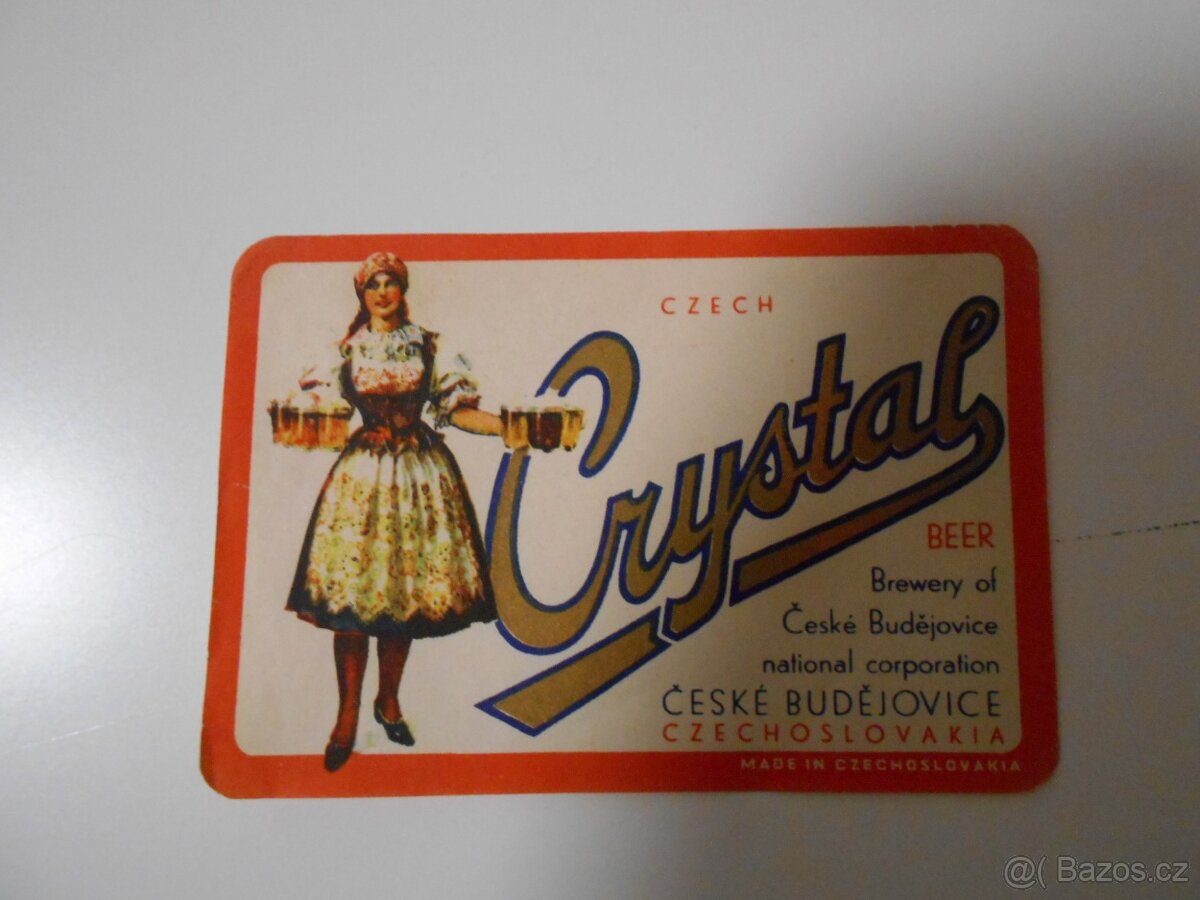 CZECH
Crystal
BEER
Brewery of
České Budějovice
national corporation
ČESKÉ BUDĚJOVICE
CZECHOSLOVAKIA
MADE IN CZECHOSLOVAKIA
@( Bazos.cz